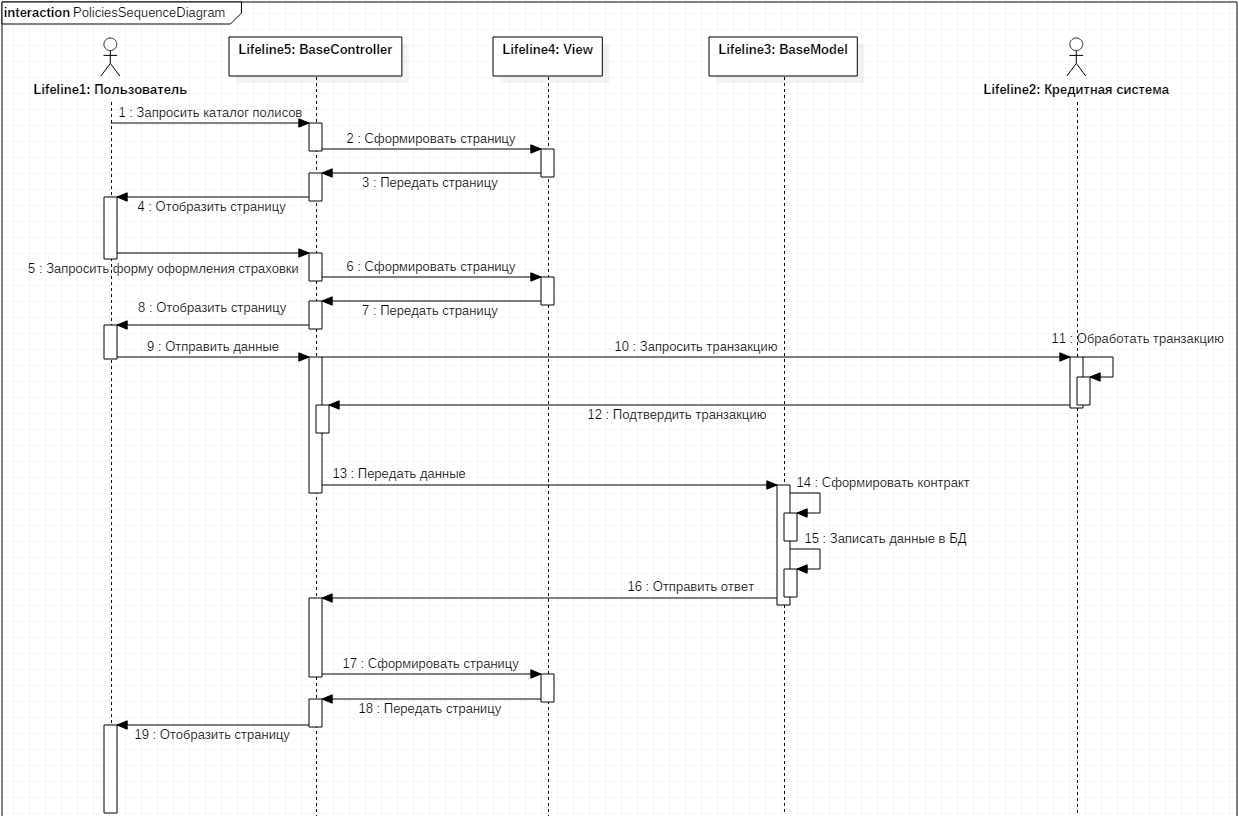 interaction PoliciesSequenceDiagram
Lifeline5: BaseController
Lifeline4: View
Lifeline3: BaseModel
Lifeline1: Пользователь
Lifeline2: Кредитная система
1 : Запросить каталог полисов
2 : Сформировать страницу
3 : Передать страницу
4 : Отобразить страницу
5 : Запросить форму оформления страховки
6 : Сформировать страницу
7 : Передать страницу
8 : Отобразить страницу
9 : Отправить данные
10 : Запросить транзакцию
11 : Обработать транзакцию
12 : Подтвердить транзакцию
13 : Передать данные
14 : Сформировать контракт
15 : Записать данные в БД
16 : Отправить ответ
17 : Сформировать страницу
18 : Передать страницу
19 : Отобразить страницу